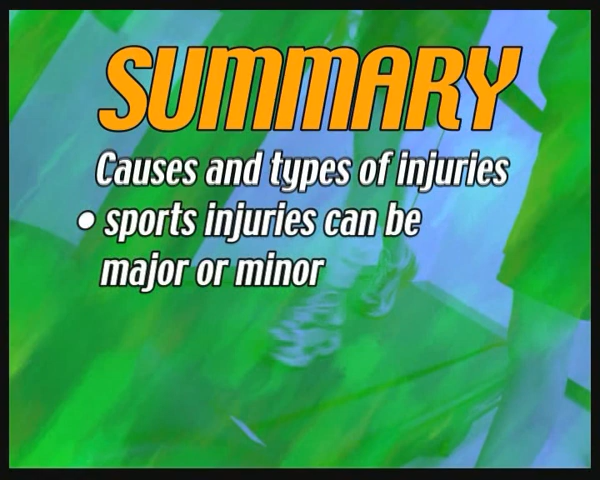 SUMMARY
Causes and types of injuries
• sports injuries can be
major or minor